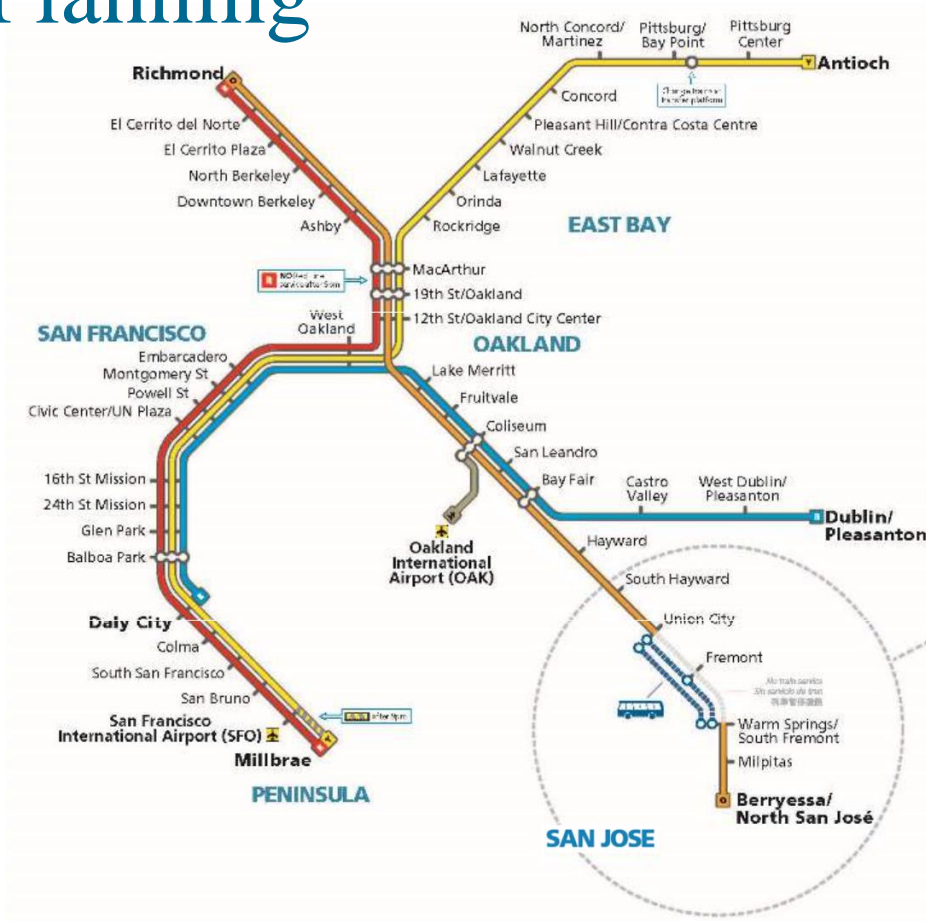 Planning
North Concord/
Martinez
Pittsburg/
Bay Point
Pittsburg
Center
Antioch
Richmond
Concord
El Cerrito del Norte
Pleasant Hill/Contra Costa Centre
El Cerrito Plaza
Walnut Creek
North Berkeley
Lafayette
Downtown Berkeley
Orinda
Ashby
Rockridge
EAST BAY
MacArthur
19th St/Oakland
12th St/Oakland City Center
West
Oakland
SAN FRANCISCO
OAKLAND
Embarcadero
Montgomery St
Powell St
Civic Center/UN Plaza
Lake Merritt
Fruitvale
Coliseum
San Leandro
Bay Fair
Castro
Valley
West Dublin/
Pleasanton
Dublin/
Pleasanton
16th St Mission
24th St Mission
Glen Park
Balboa Park
Oakland
International
Airport (OAK)
Hayward
South Hayward
Union City
Daly City
Colma
South San Francisco
San Bruno
San Francisco
International Airport (SFO)
Millbrae
PENINSULA
Fremont
No train service
Warm Springs/
South Fremont
Milpitas
Berryessa/
North San José
SAN JOSE